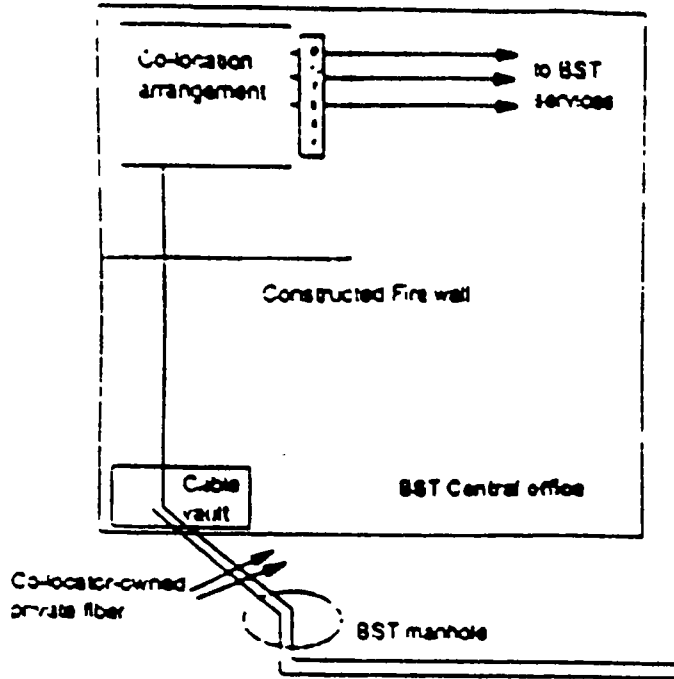 Co-location
arrangement
to BST
services
Constructed Fire wall
Cable
vault
BST Central office
Co-locator-owned
private fiber
BST manhole